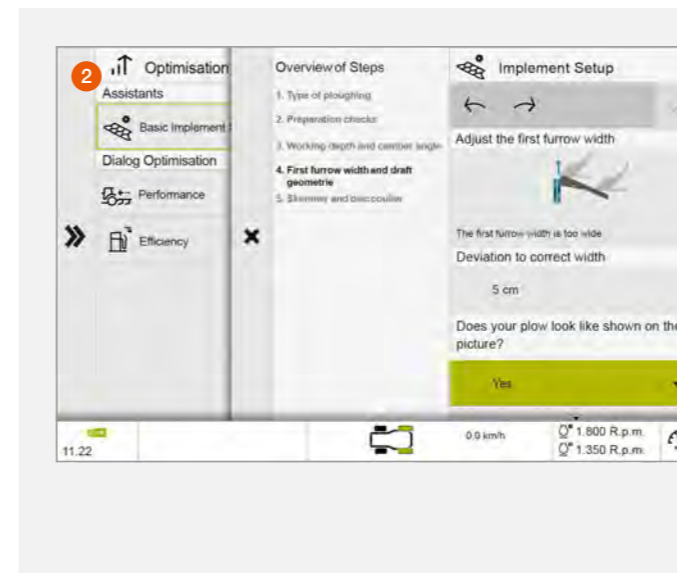 2
Optimisation
Assistants
Basic Implement
Dialog Optimisation
Performance
Efficiency
Overview of Steps
1. Type of ploughing
2. Preparation checks
3. Working depth and camber angle
4. First furrow width and draft
geometrie
5. Skimmer and disc coulter
Implement Setup
Adjust the first furrow width
The first furrow width is too wide
Deviation to correct width
5 cm
Does your plow look like shown on the
picture?
Yes
11.22
0.0 km/h
1.800 R.p.m.
1.350 R.p.m.